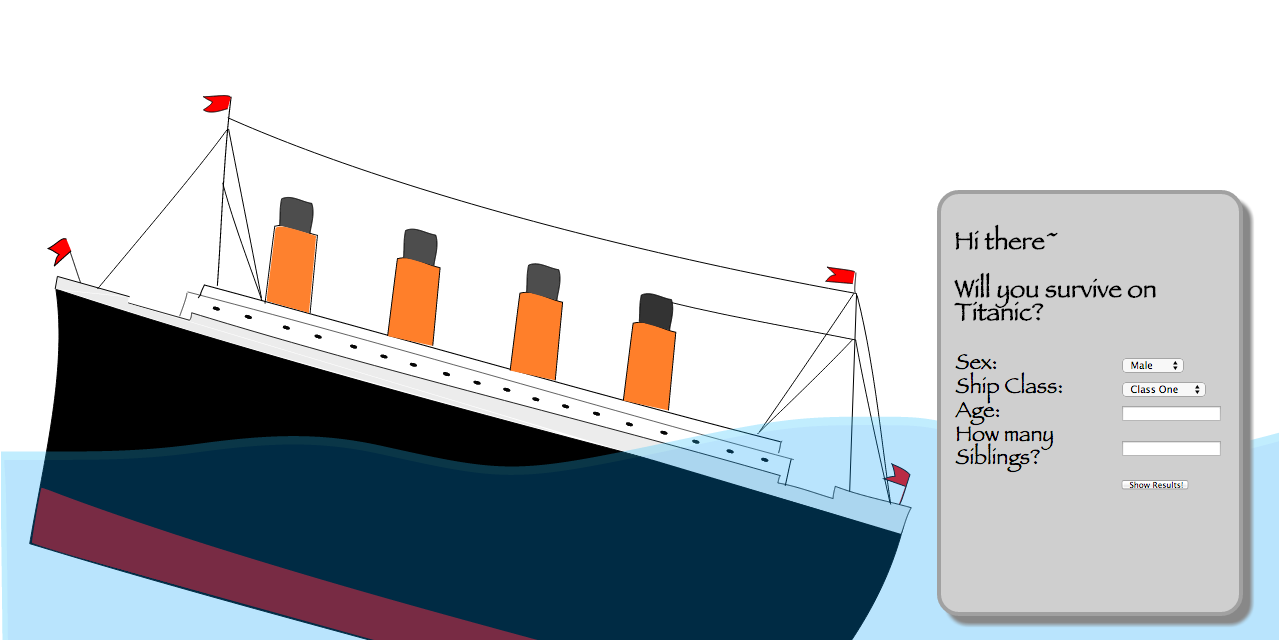 Hi there~
Will you survive on
Titanic?
Sex: Male
Ship Class: Class One
Age:
How many
Siblings?
Show Results!